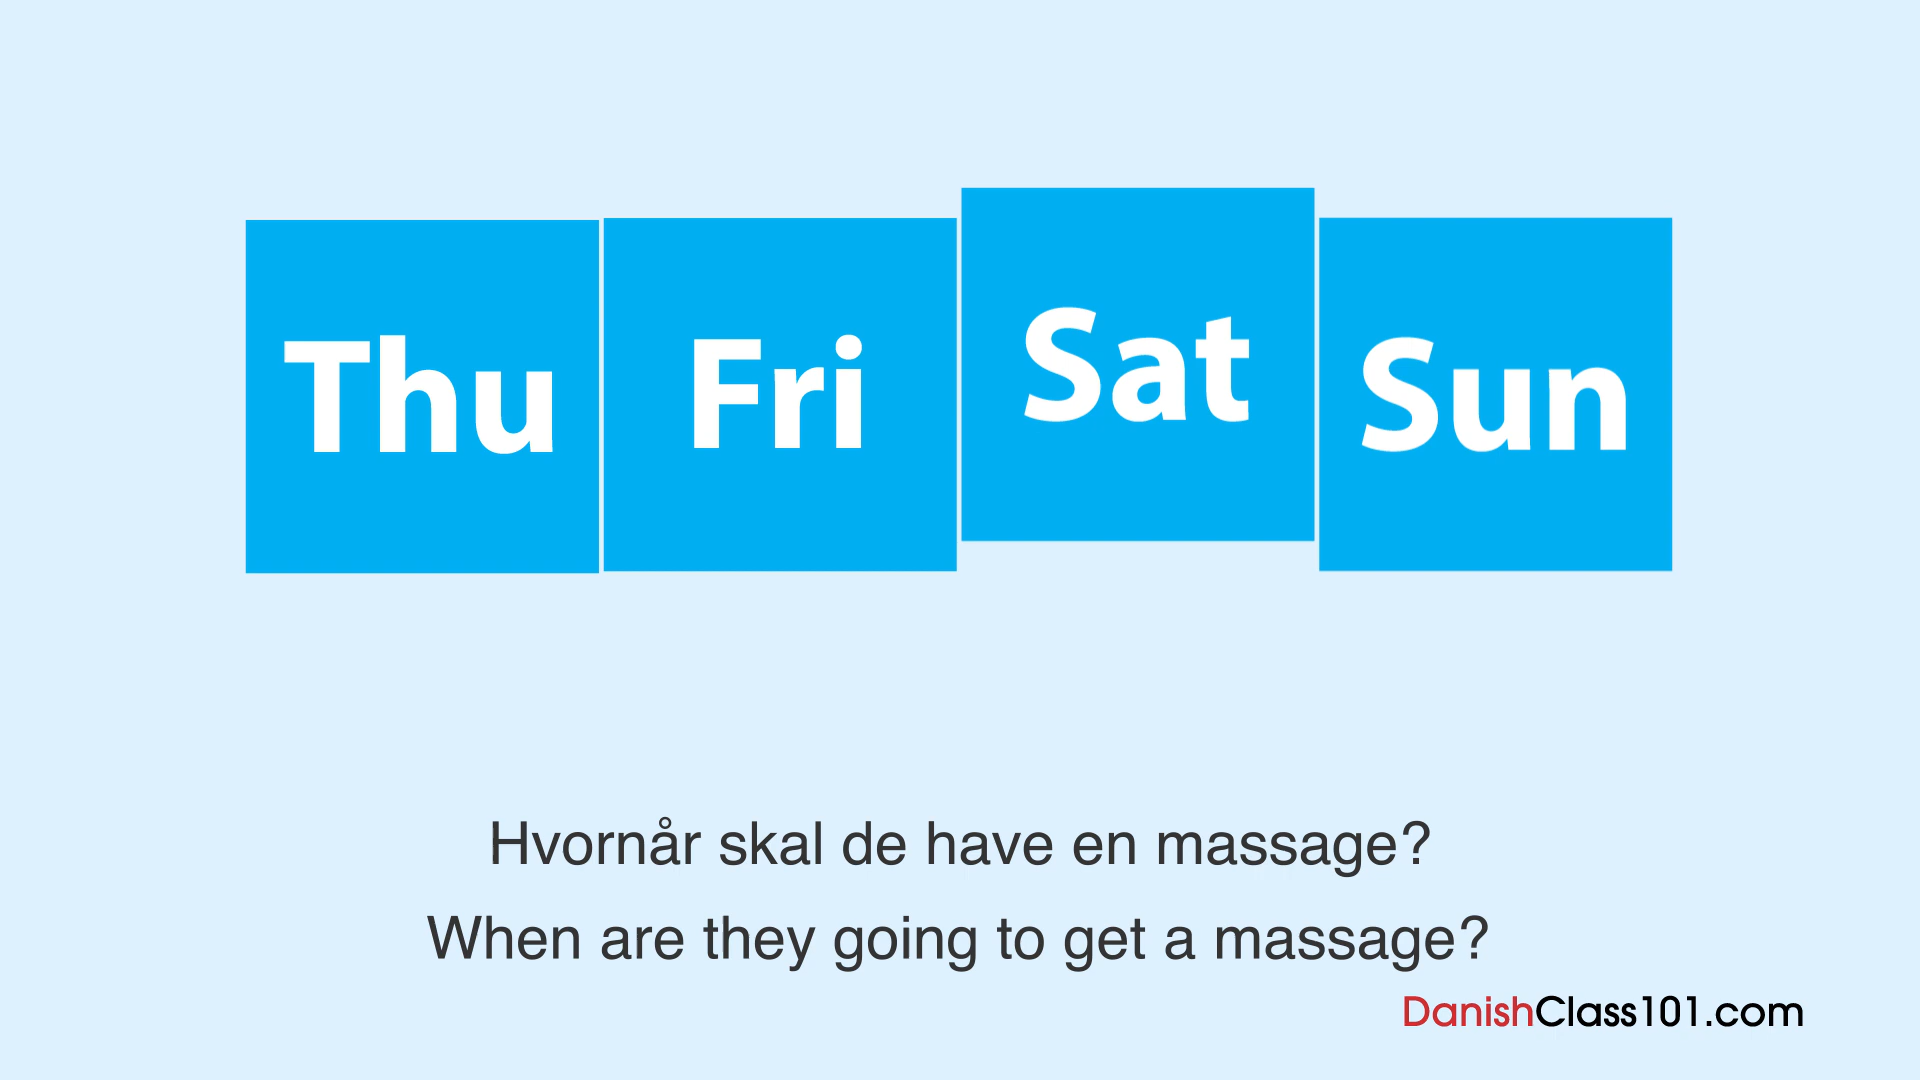 Thu Fri Sat Sun
Hvornår skal de have en massage?
When are they going to get a massage?
DanishClass101.com